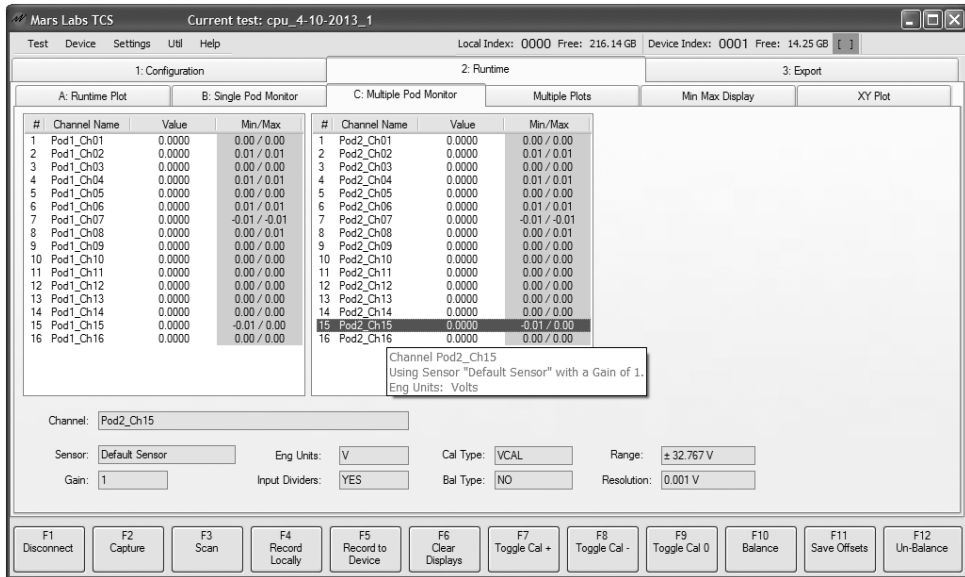 Mars Labs TCS Current test: cpu_4-10-2013_1
Test Device Settings Util Help Local Index: 0000 Free: 216.14 GB Device Index: 0001 Free: 14.25 GB [ ]
1: Configuration 2: Runtime 3: Export
A: Runtime Plot B: Single Pod Monitor C: Multiple Pod Monitor Multiple Plots Min Max Display XY Plot
# Channel Name Value Min/Max # Channel Name Value Min/Max
1 Pod1_Ch01 0.0000 0.00 / 0.00 1 Pod2_Ch01 0.0000 0.00 / 0.00
2 Pod1_Ch02 0.0000 0.01 / 0.01 2 Pod2_Ch02 0.0000 0.01 / 0.01
3 Pod1_Ch03 0.0000 0.00 / 0.00 3 Pod2_Ch03 0.0000 0.00 / 0.00
4 Pod1_Ch04 0.0000 0.01 / 0.01 4 Pod2_Ch04 0.0000 0.01 / 0.01
5 Pod1_Ch05 0.0000 0.00 / 0.00 5 Pod2_Ch05 0.0000 0.00 / 0.00
6 Pod1_Ch06 0.0000 0.01 / 0.01 6 Pod2_Ch06 0.0000 0.01 / 0.01
7 Pod1_Ch07 0.0000 -0.01 / -0.01 7 Pod2_Ch07 0.0000 -0.01 / -0.01
8 Pod1_Ch08 0.0000 0.00 / 0.01 8 Pod2_Ch08 0.0000 0.00 / 0.01
9 Pod1_Ch09 0.0000 0.00 / 0.00 9 Pod2_Ch09 0.0000 0.00 / 0.00
10 Pod1_Ch10 0.0000 0.00 / 0.00 10 Pod2_Ch10 0.0000 0.00 / 0.00
11 Pod1_Ch11 0.0000 0.00 / 0.00 11 Pod2_Ch11 0.0000 0.00 / 0.00
12 Pod1_Ch12 0.0000 0.00 / 0.00 12 Pod2_Ch12 0.0000 0.00 / 0.00
13 Pod1_Ch13 0.0000 0.00 / 0.00 13 Pod2_Ch13 0.0000 0.00 / 0.00
14 Pod1_Ch14 0.0000 0.00 / 0.00 14 Pod2_Ch14 0.0000 0.00 / 0.00
15 Pod1_Ch15 0.0000 -0.01 / 0.00 15 Pod2_Ch15 0.0000 -0.01 / 0.00
16 Pod1_Ch16 0.0000 0.00 / 0.00 16 Pod2_Ch16 0.0000 0.00 / 0.00
Channel Pod2_Ch15
Using Sensor "Default Sensor" with a Gain of 1.
Eng Units: Volts
Channel: Pod2_Ch15
Sensor: Default Sensor Eng Units: V Cal Type: VCAL Range: ± 32.767 V
Gain: 1 Input Dividers: YES Bal Type: NO Resolution: 0.001 V
F1 F2 F3 F4 F5 F6 F7 F8 F9 F10 F11 F12
Disconnect Capture Scan Record Record to Clear Toggle Cal + Toggle Cal - Toggle Cal 0 Balance Save Offsets Un-Balance
Locally Device Displays